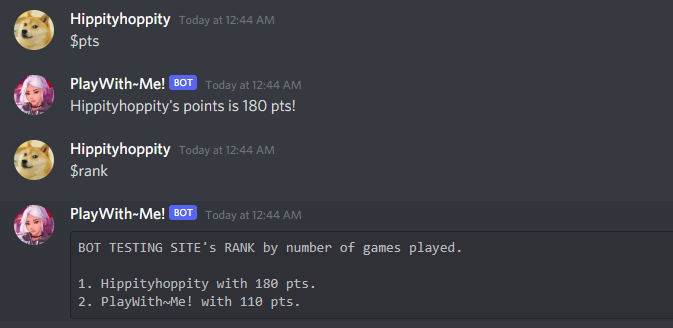 Hippityhoppity Today at 12:44 AM
$pts
PlayWith~Me! BOT Today at 12:44 AM
Hippityhoppity's points is 180 pts!
Hippityhoppity Today at 12:44 AM
$rank
PlayWith~Me! BOT Today at 12:44 AM
BOT TESTING SITE's RANK by number of games played.
1. Hippityhoppity with 180 pts.
2. PlayWith~Me! with 110 pts.